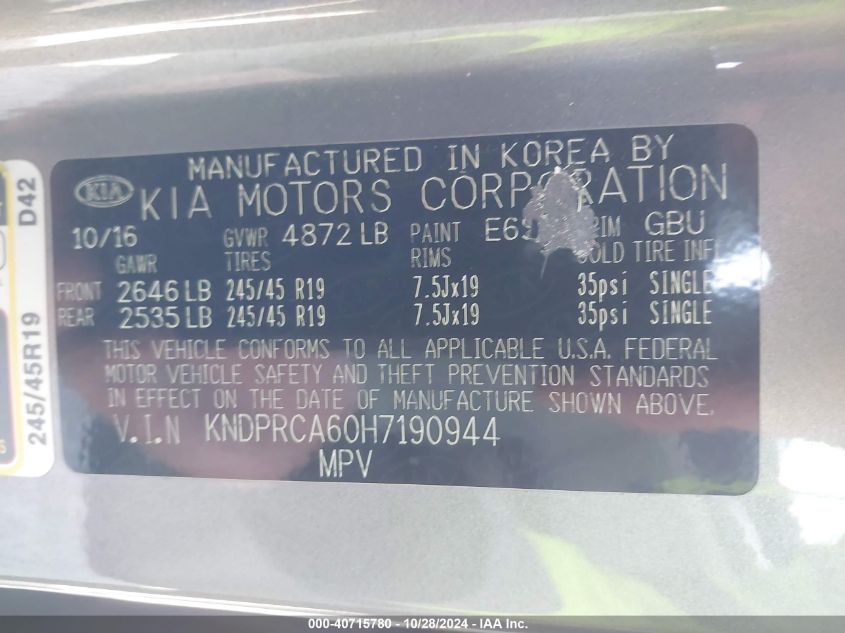 MANUFACTURED IN KOREA BY
KIA KIA MOTORS CORPORATION
10/16 GVWR 4872 LB PAINT GBU
GAWR TIRES RIMS COLD TIRE INFL
FRONT 2646 LB 245/45 R19 7.5Jx19 35psi SINGLE
REAR 2535 LB 245/45 R19 7.5Jx19 35psi SINGLE
THIS VEHICLE CONFORMS TO ALL APPLICABLE U.S.A. FEDERAL
MOTOR VEHICLE SAFETY AND THEFT PREVENTION STANDARDS
IN EFFECT ON THE DATE OF MANUFACTURE SHOWN ABOVE.
V.I.N KNDPRCA60H7190944
MPV
245/45R19 D42
000-40715780 - 10/28/2024 - IAA Inc.